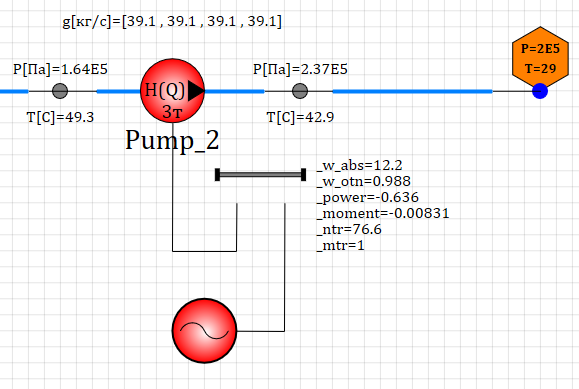 g[кг/с]=[39.1 , 39.1 , 39.1 , 39.1]
P[Па]=1.64E5
P[Па]=2.37E5
P=2E5
T=29
H(Q)
3т
T[C]=49.3
T[C]=42.9
Pump_2
_w_abs=12.2
_w_otn=0.988
_power=-0.636
_moment=-0.00831
_ntr=76.6
_mtr=1